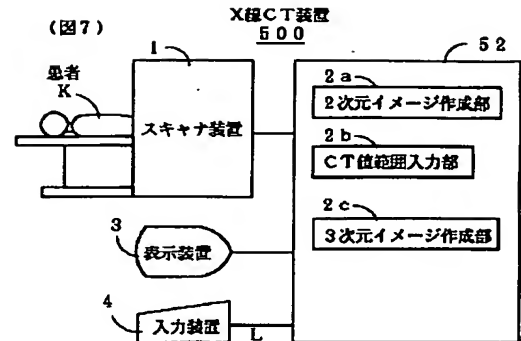 (図7)
X線CT装置
500
1
52
患者
K
スキャナ装置
2a
2次元イメージ作成部
2b
CT値範囲入力部
2c
3次元イメージ作成部
3
表示装置
4
入力装置
L